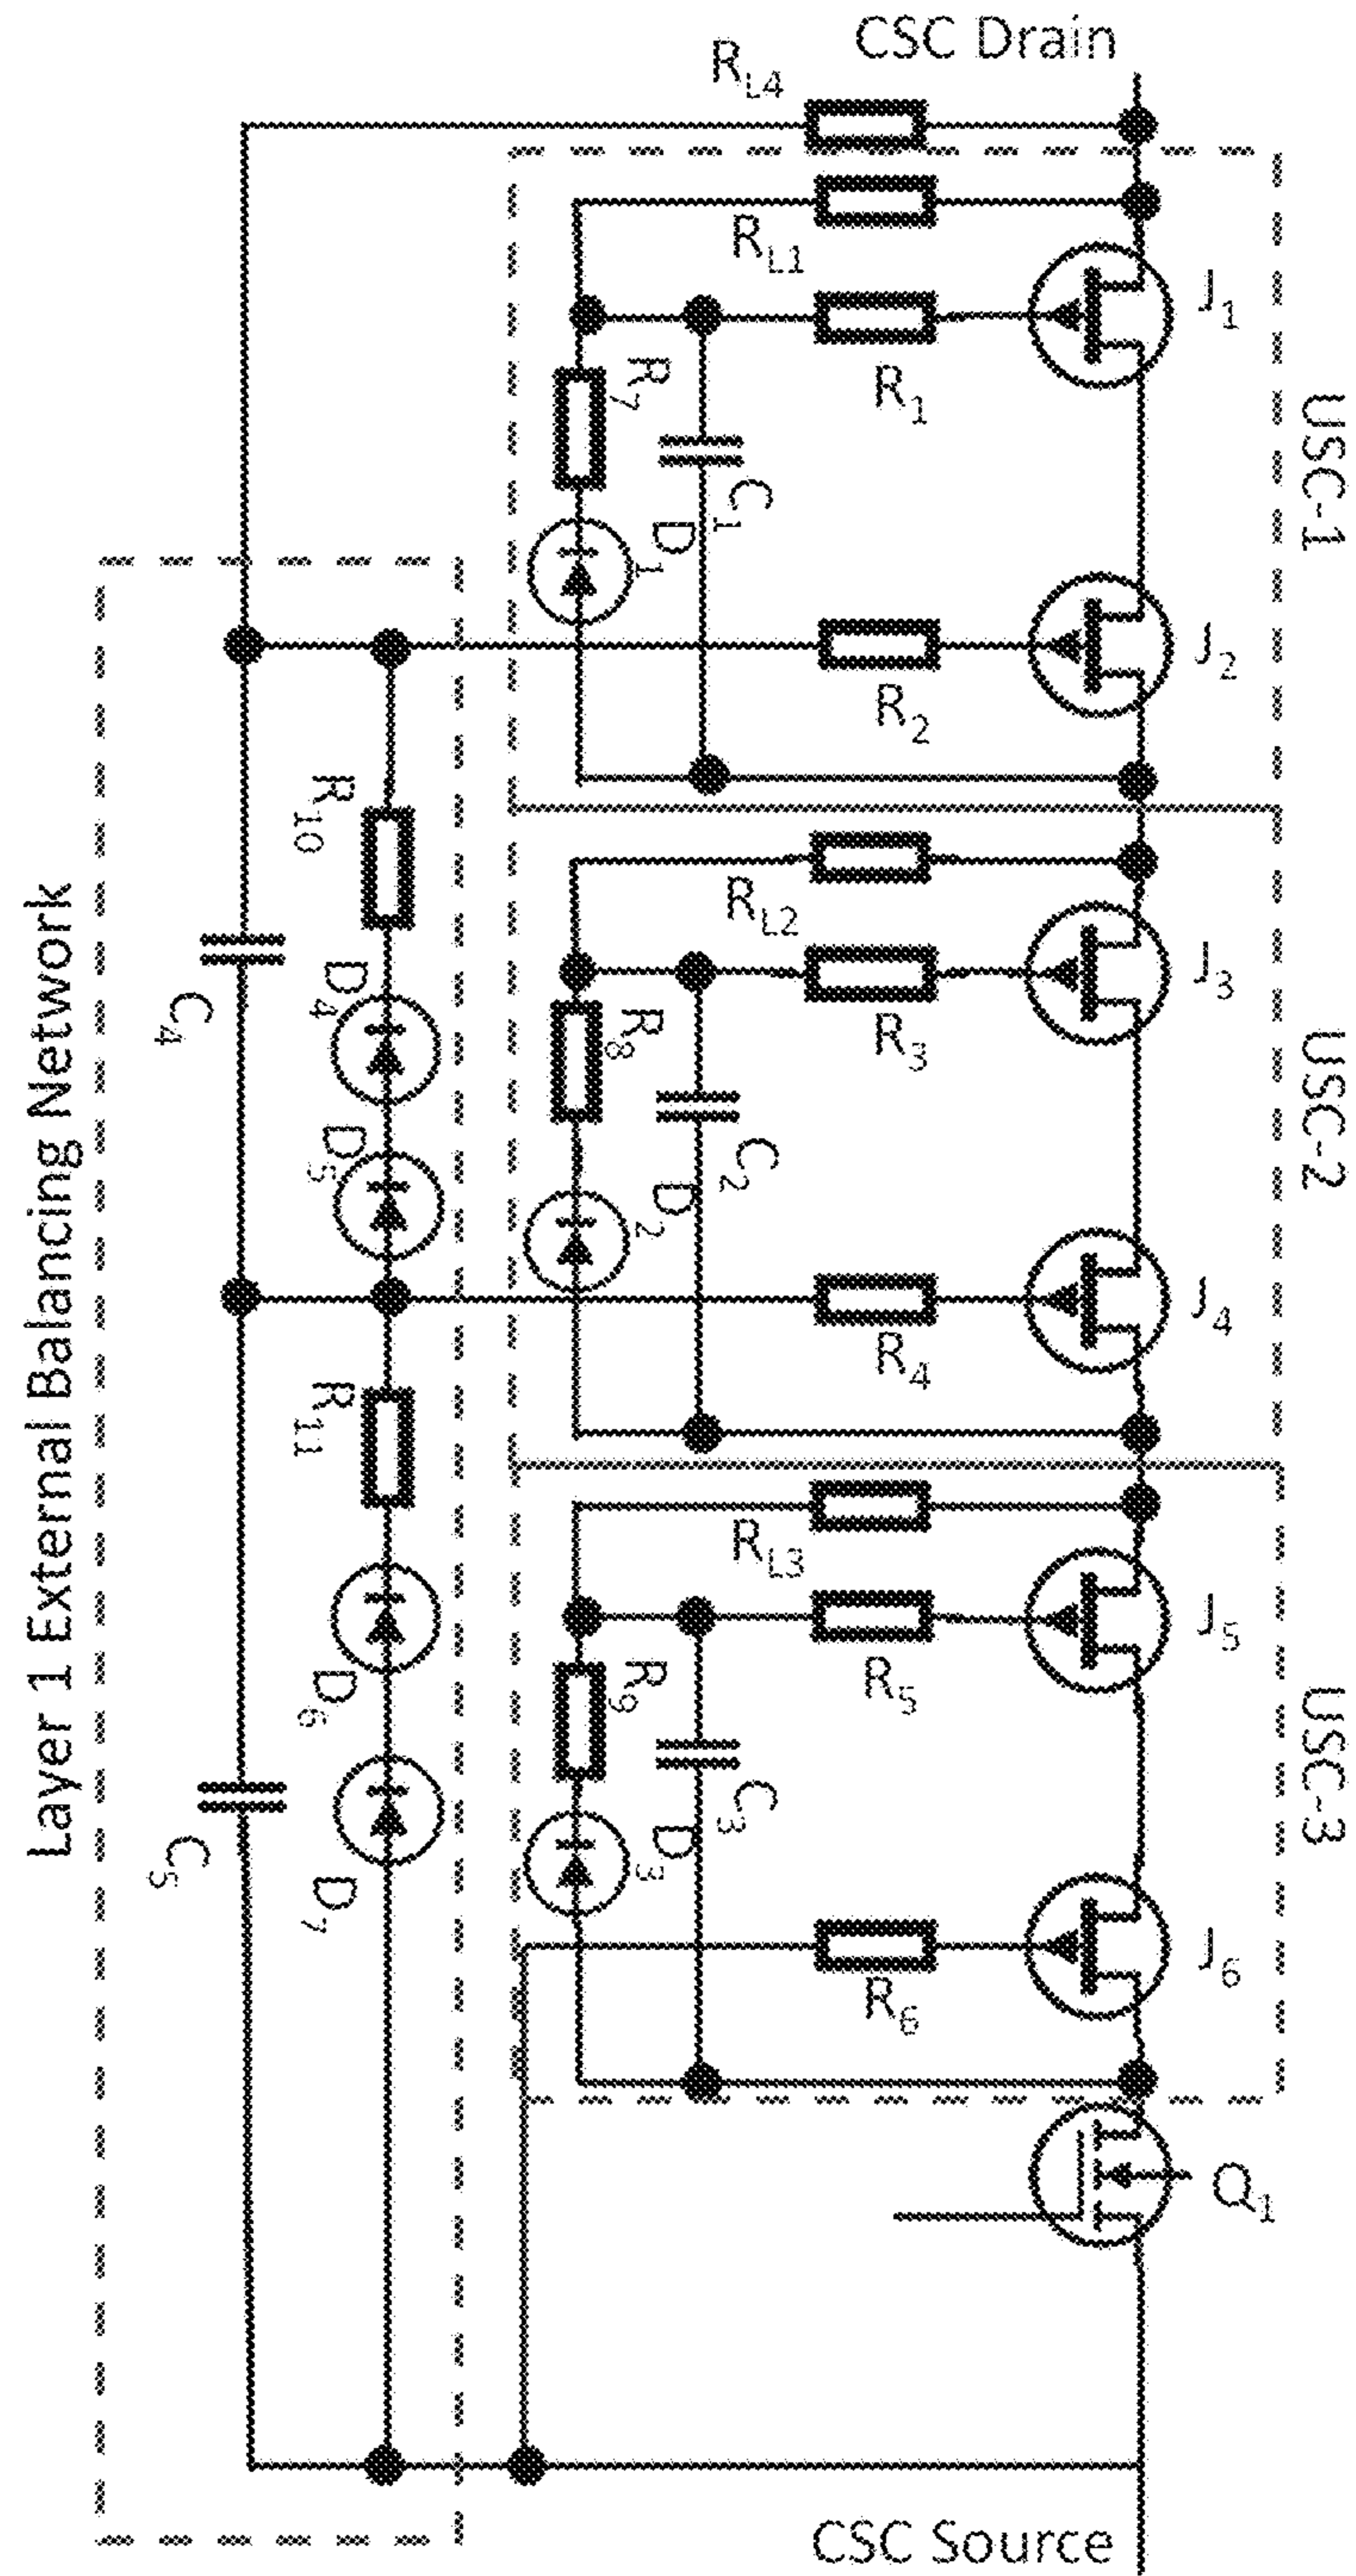 CSC Drain
R_L4
R_L1
J_1
R_1
USC-1
R_7
C_1
D_1
J_2
R_2
R_10
R_L2
J_3
R_3
D_4
C_4
R_8
C_2
D_2
USC-2
D_5
J_4
R_4
R_11
R_L3
J_5
R_5
R_9
D_6
C_3
D_3
USC-3
C_5
D_7
J_6
R_6
Q_1
Layer 1 External Balancing Network
CSC Source